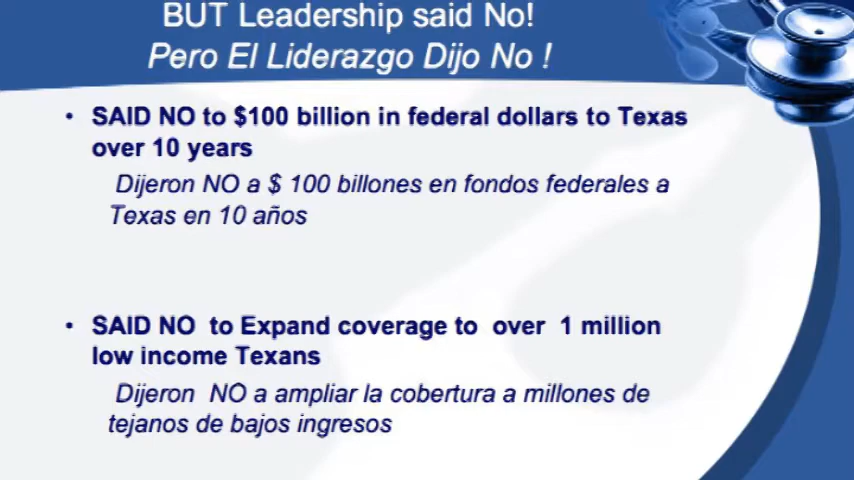 BUT Leadership said No!
Pero El Liderazgo Dijo No !
• SAID NO to $100 billion in federal dollars to Texas
over 10 years
Dijeron NO a $ 100 billones en fondos federales a
Texas en 10 años
• SAID NO to Expand coverage to over 1 million
low income Texans
Dijeron NO a ampliar la cobertura a millones de
tejanos de bajos ingresos